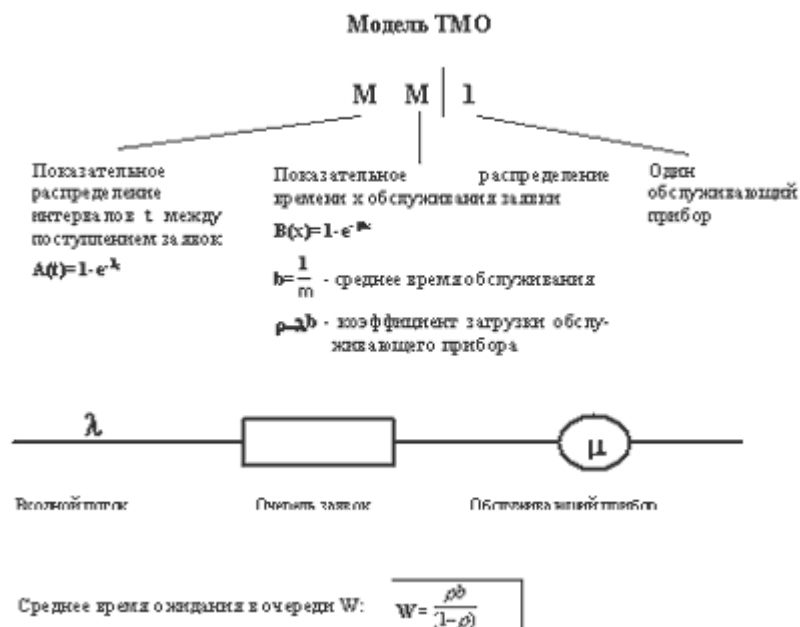 Модель ТМО
M M 1
Показательное
распределение
интервалов t между
поступлением заявок
A(t)=1-e^-λt
Показательное распределение
времени x обслуживания заявки
B(x)=1-e^-μx
b=1/m - среднее время обслуживания
ρ=λb - коэффициент загрузки обслу-
живающего прибора
Один
обслуживающий
прибор
λ
μ
Входной поток
Очередь заявок
Обслуживающий прибор
Среднее время ожидания в очереди W:
W= ρb/(1-ρ)